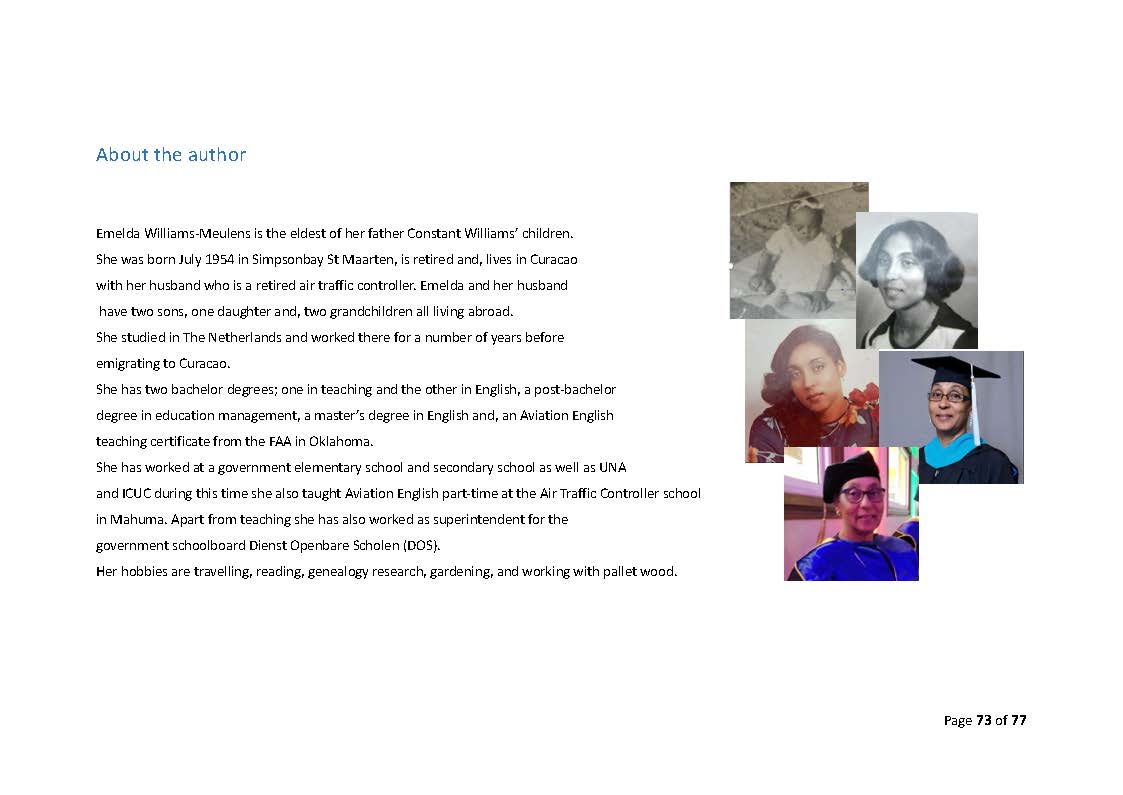 About the author
Emelda Williams-Meulens is the eldest of her father Constant Williams’ children.
She was born July 1954 in Simpsonbay St Maarten, is retired and, lives in Curacao
with her husband who is a retired air traffic controller. Emelda and her husband
have two sons, one daughter and, two grandchildren all living abroad.
She studied in The Netherlands and worked there for a number of years before
emigrating to Curacao.
She has two bachelor degrees; one in teaching and the other in English, a post-bachelor
degree in education management, a master’s degree in English and, an Aviation English
teaching certificate from the FAA in Oklahoma.
She has worked at a government elementary school and secondary school as well as UNA
and ICUC during this time she also taught Aviation English part-time at the Air Traffic Controller school
in Mahuma. Apart from teaching she has also worked as superintendent for the
government schoolboard Dienst Openbare Scholen (DOS).
Her hobbies are travelling, reading, genealogy research, gardening, and working with pallet wood.
Page 73 of 77